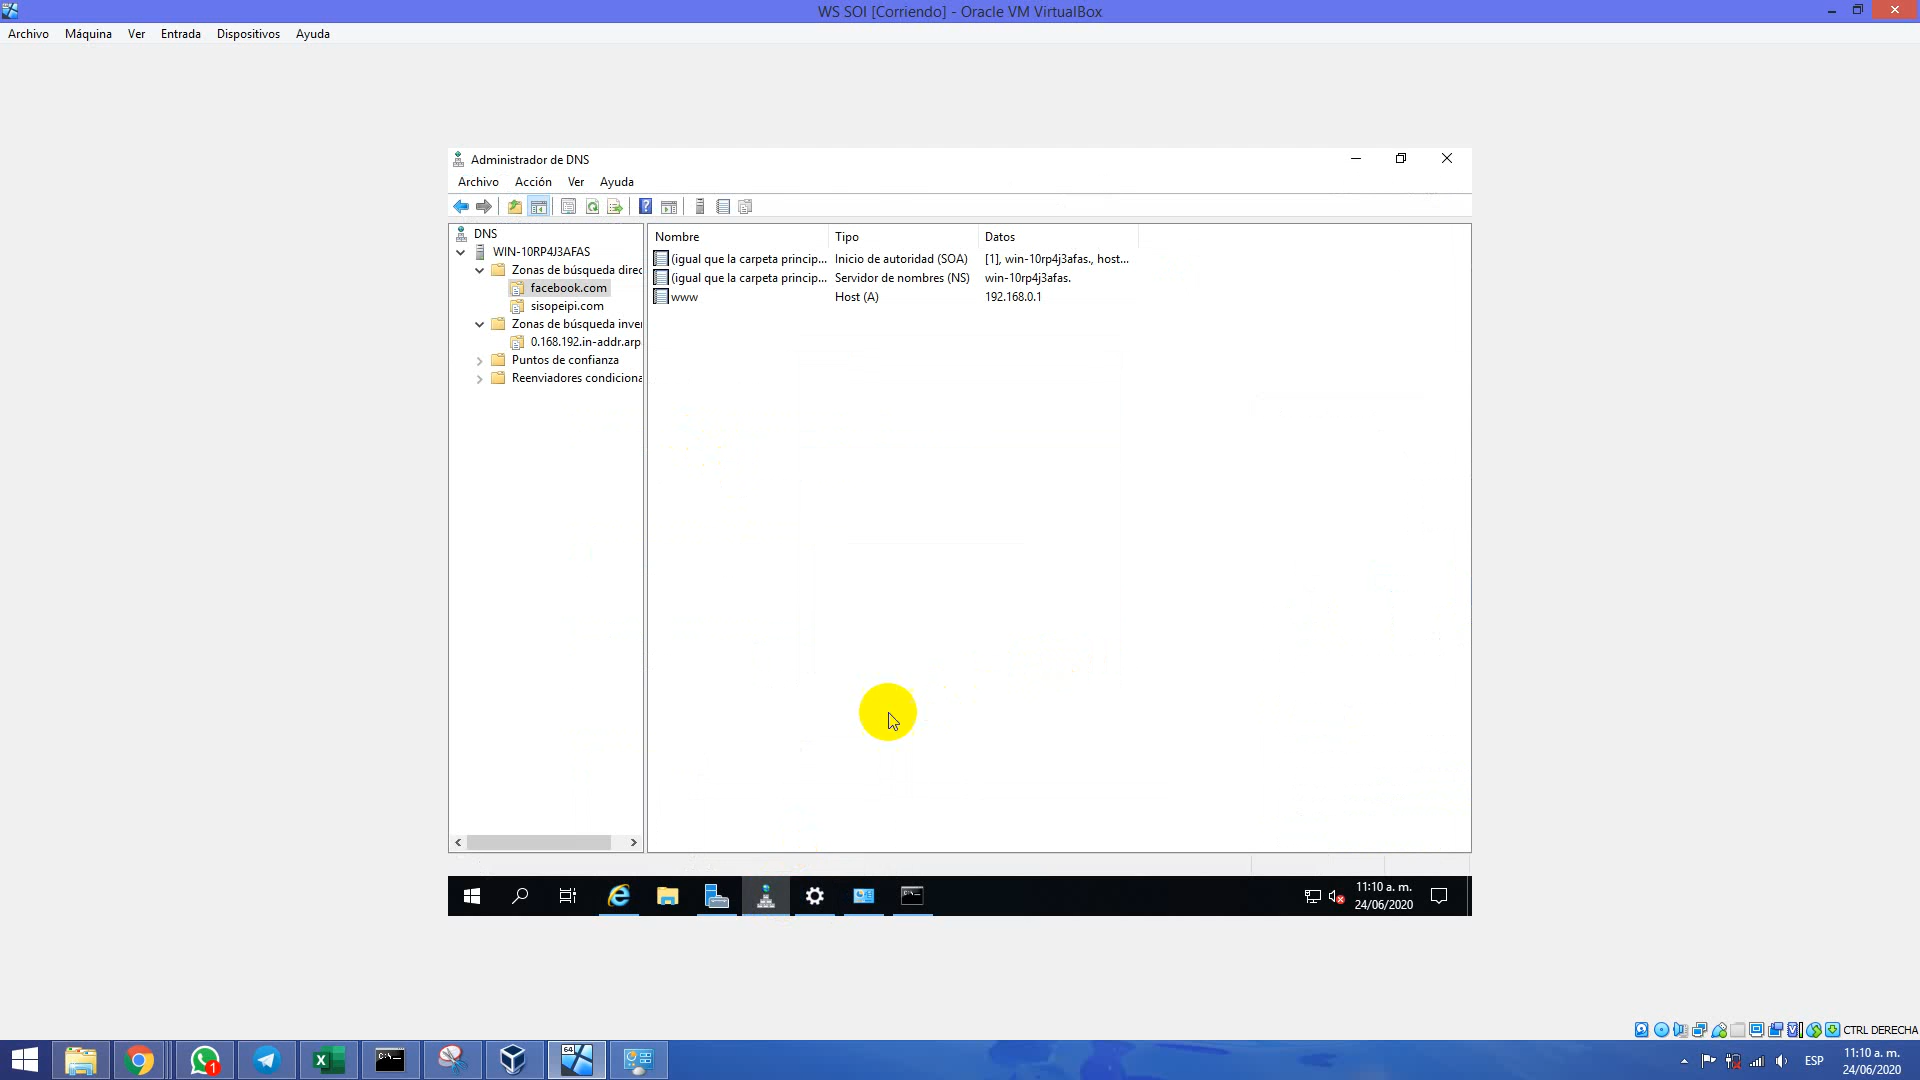 WS SOI [Corriendo] - Oracle VM VirtualBox
Archivo Máquina Ver Entrada Dispositivos Ayuda
Administrador de DNS
Archivo Acción Ver Ayuda
DNS
WIN-10RP4J3AFAS
Zonas de búsqueda direc
facebook.com
sisopeipi.com
Zonas de búsqueda inver
0.168.192.in-addr.arp
Puntos de confianza
Reenviadores condiciona
Nombre Tipo Datos
(igual que la carpeta princip... Inicio de autoridad (SOA) [1], win-10rp4j3afas., host...
(igual que la carpeta princip... Servidor de nombres (NS) win-10rp4j3afas.
www Host (A) 192.168.0.1
11:10 a. m.
24/06/2020
CTRL DERECHA
ESP
11:10 a. m.
24/06/2020